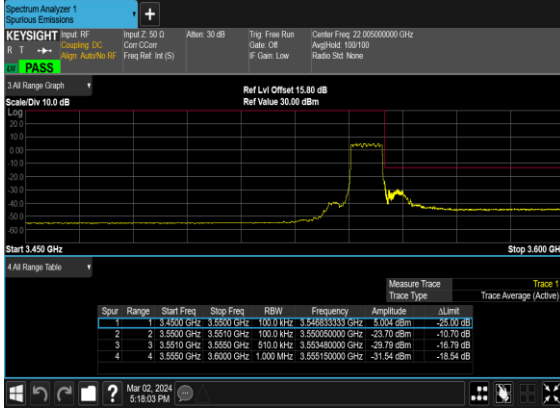 Spectrum Analyzer 1
Spurious Emissions
+
KEYSIGHT Input: RF Input Z: 50 Ω Atten: 30 dB Trig: Free Run Center Freq: 22.005000000 GHz
R T Coupling: DC Corr CCorr Gate: Off Avg|Hold: 100/100
Align: Auto/No RF Freq Ref: Int (S) IF Gain: Low Radio Std: None
LXI PASS
3 All Range Graph Ref Lvl Offset 15.80 dB
Scale/Div 10.0 dB Ref Value 30.00 dBm
Log
20.0
10.0
0.00
-10.0
-20.0
-30.0
-40.0
-50.0
-60.0
Start 3.450 GHz Stop 3.600 GH
4 All Range Table
Measure Trace Trace 1
Trace Type Trace Average (Active)
Spur Range Start Freq Stop Freq RBW Frequency Amplitude ΔLimit
1 1 3.4500 GHz 3.5500 GHz 100.0 kHz 3.546833333 GHz 5.004 dBm -25.00 dB
2 2 3.5500 GHz 3.5510 GHz 100.0 kHz 3.550050000 GHz -23.70 dBm -10.70 dB
3 3 3.5510 GHz 3.5550 GHz 510.0 kHz 3.553480000 GHz -29.79 dBm -16.79 dB
4 4 3.5550 GHz 3.6000 GHz 1.000 MHz 3.555150000 GHz -31.54 dBm -18.54 dB
? Mar 02, 2024
5:18:03 PM